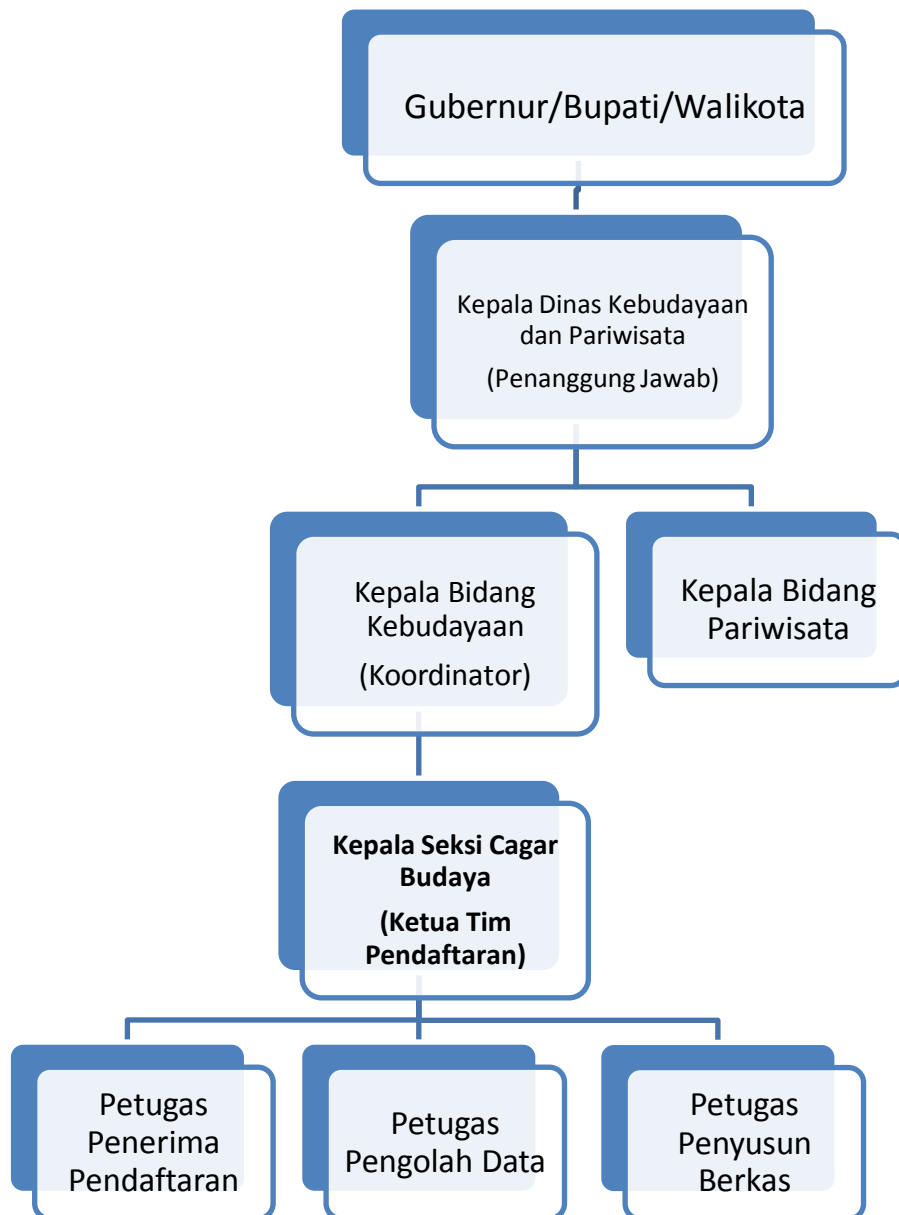 Gubernur/Bupati/Walikota
Kepala Dinas Kebudayaan
dan Pariwisata
(Penanggung Jawab)
Kepala Bidang
Kebudayaan
(Koordinator)
Kepala Bidang
Pariwisata
Kepala Seksi Cagar
Budaya
(Ketua Tim
Pendaftaran)
Petugas
Penerima
Pendaftaran
Petugas
Pengolah Data
Petugas
Penyusun
Berkas